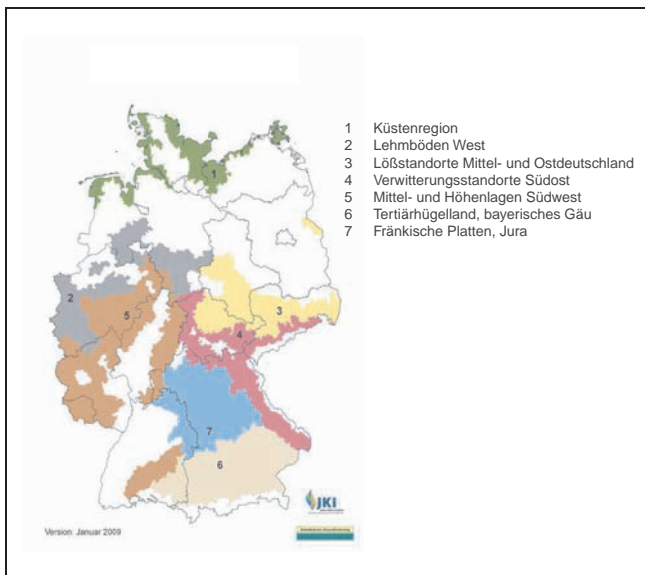 1 Küstenregion
2 Lehmböden West
3 Lößstandorte Mittel- und Ostdeutschland
4 Verwitterungsstandorte Südost
5 Mittel- und Höhenlagen Südwest
6 Tertiärhügelland, bayerisches Gäu
7 Fränkische Platten, Jura
1
2
5
3
4
7
6
JKI
Version: Januar 2009